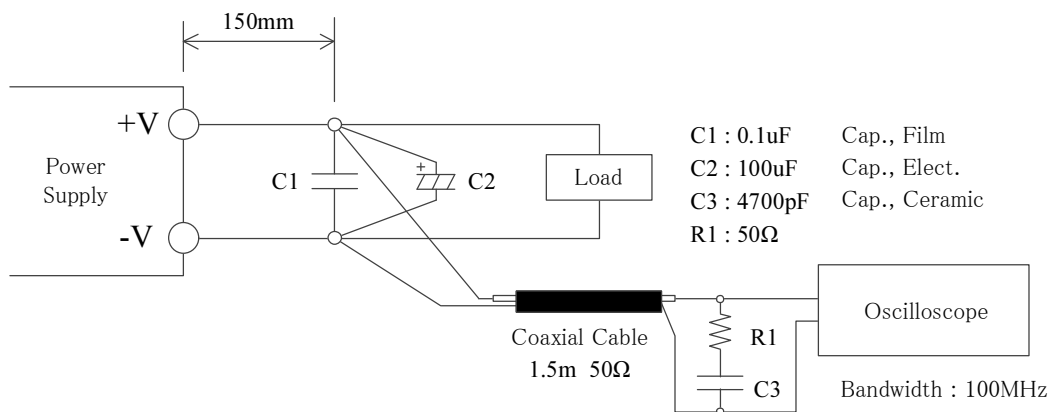 150mm
+V
Power
Supply
-V
C1
+
C2
Load
C1 : 0.1uF Cap., Film
C2 : 100uF Cap., Elect.
C3 : 4700pF Cap., Ceramic
R1 : 50Ω
Coaxial Cable
1.5m 50Ω
R1
C3
Oscilloscope
Bandwidth : 100MHz